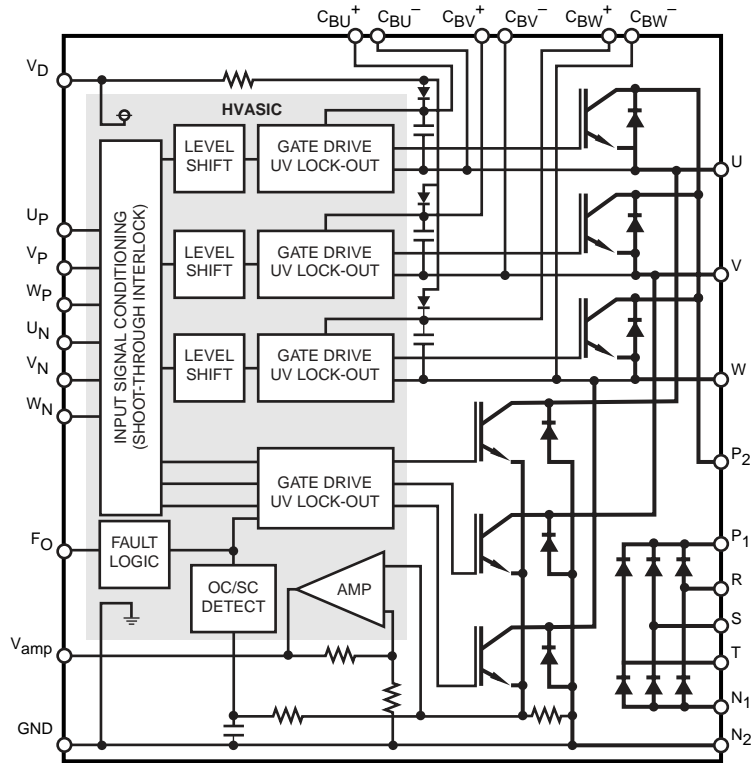 CBU+ CBU− CBV+ CBV− CBW+ CBW−
VD
HVASIC
INPUT SIGNAL CONDITIONING
(SHOOT-THROUGH INTERLOCK)
LEVEL
SHIFT
GATE DRIVE
UV LOCK-OUT
U
UP
VP
WP
UN
VN
WN
LEVEL
SHIFT
GATE DRIVE
UV LOCK-OUT
V
LEVEL
SHIFT
GATE DRIVE
UV LOCK-OUT
W
GATE DRIVE
UV LOCK-OUT
P2
FO
FAULT
LOGIC
OC/SC
DETECT
AMP
P1
R
S
T
N1
N2
Vamp
GND